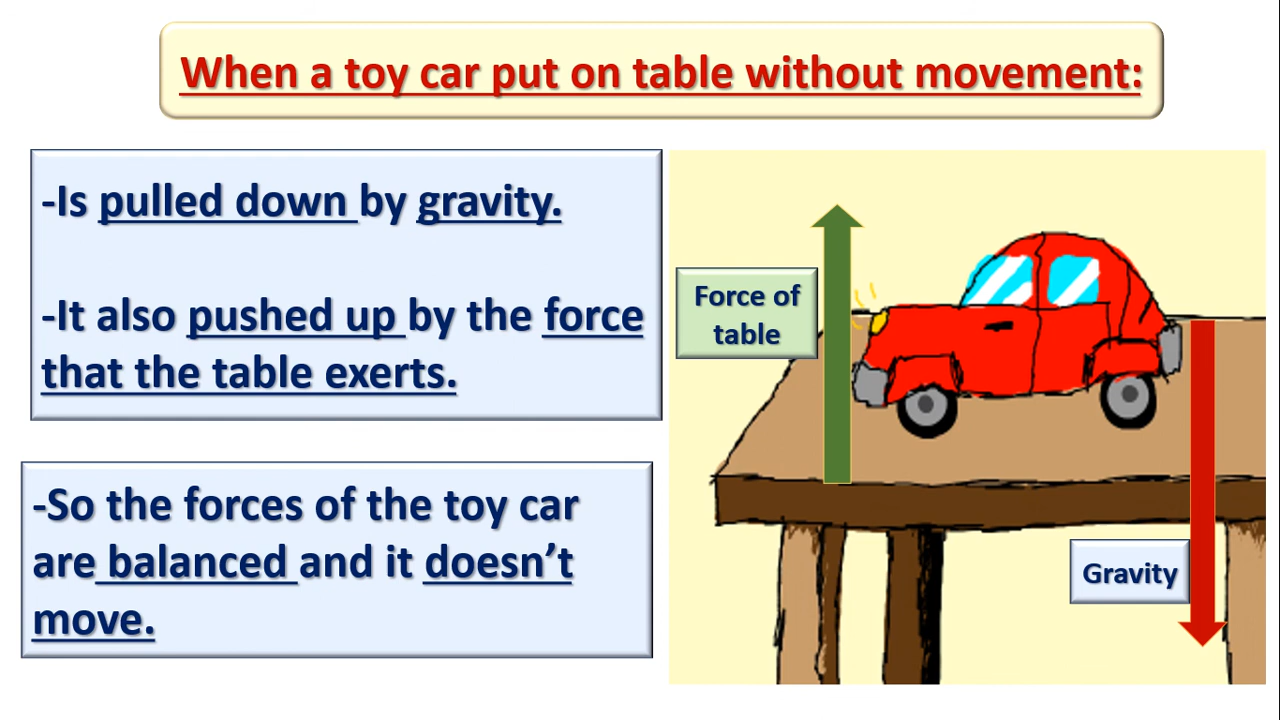 When a toy car put on table without movement:
-Is pulled down by gravity.
-It also pushed up by the force
that the table exerts.
-So the forces of the toy car
are balanced and it doesn’t
move.
Force of
table
Gravity